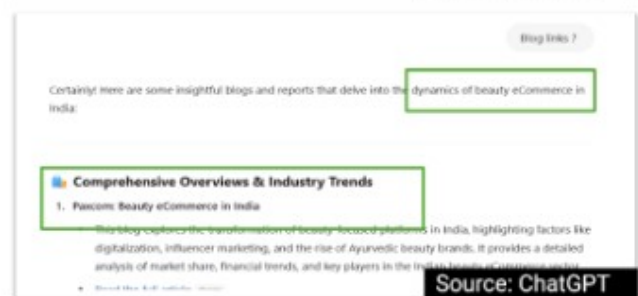 Blog links ?
Certainly! Here are some insightful blogs and reports that delve into the dynamics of beauty eCommerce in
India:
Comprehensive Overviews & Industry Trends
1. Paxcom: Beauty eCommerce in India
This blog explores the transformation of beauty-focused platforms in India, highlighting factors like
digitalization, influencer marketing, and the rise of Ayurvedic beauty brands. It provides a detailed
analysis of market share, financial trends, and key players in the Indian beauty eCommerce sector.
Read the full article
Source: ChatGPT